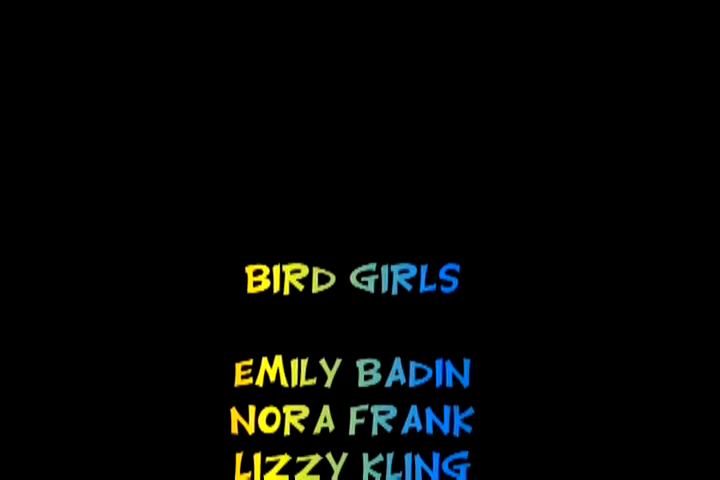 BIRD GIRLS
EMILY BADIN
NORA FRANK
LIZZY KLING